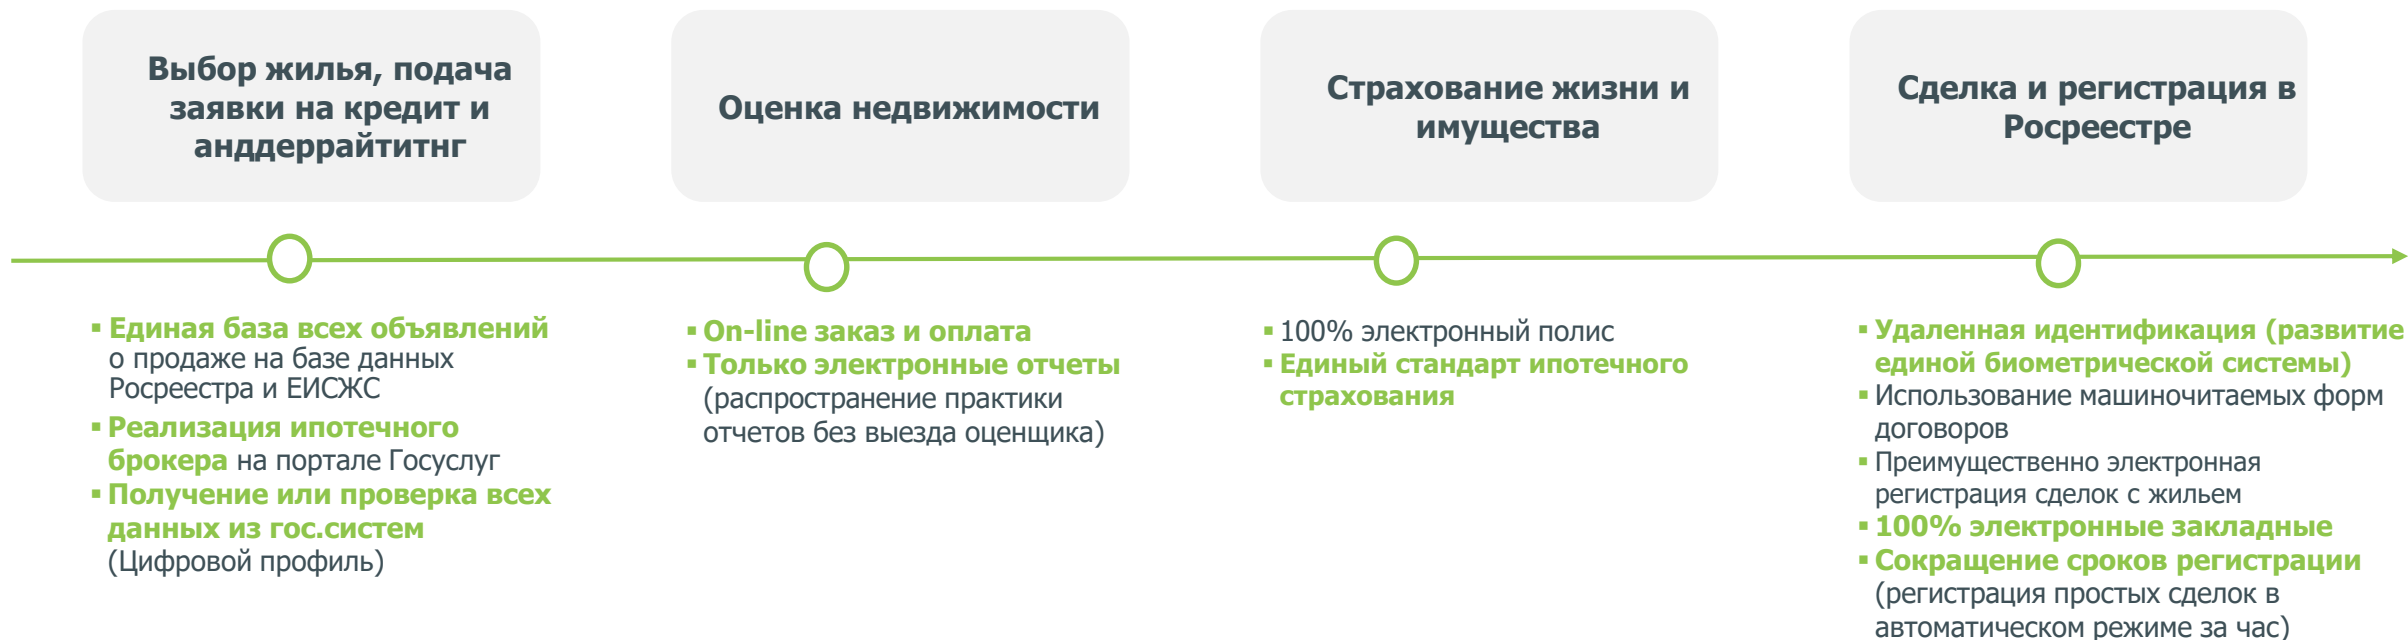 Выбор жилья, подача
заявки на кредит и
анддеррайтитнг
Оценка недвижимости
Страхование жизни и
имущества
Сделка и регистрация в
Росреестре
▪ Единая база всех объявлений
о продаже на базе данных
Росреестра и ЕИСЖС
▪ Реализация ипотечного
брокера на портале Госуслуг
▪ Получение или проверка всех
данных из гос.систем
(Цифровой профиль)
▪ On-line заказ и оплата
▪ Только электронные отчеты
(распространение практики
отчетов без выезда оценщика)
▪ 100% электронный полис
▪ Единый стандарт ипотечного
страхования
▪ Удаленная идентификация (развитие
единой биометрической системы)
▪ Использование машиночитаемых форм
договоров
▪ Преимущественно электронная
регистрация сделок с жильем
▪ 100% электронные закладные
▪ Сокращение сроков регистрации
(регистрация простых сделок в
автоматическом режиме за час)